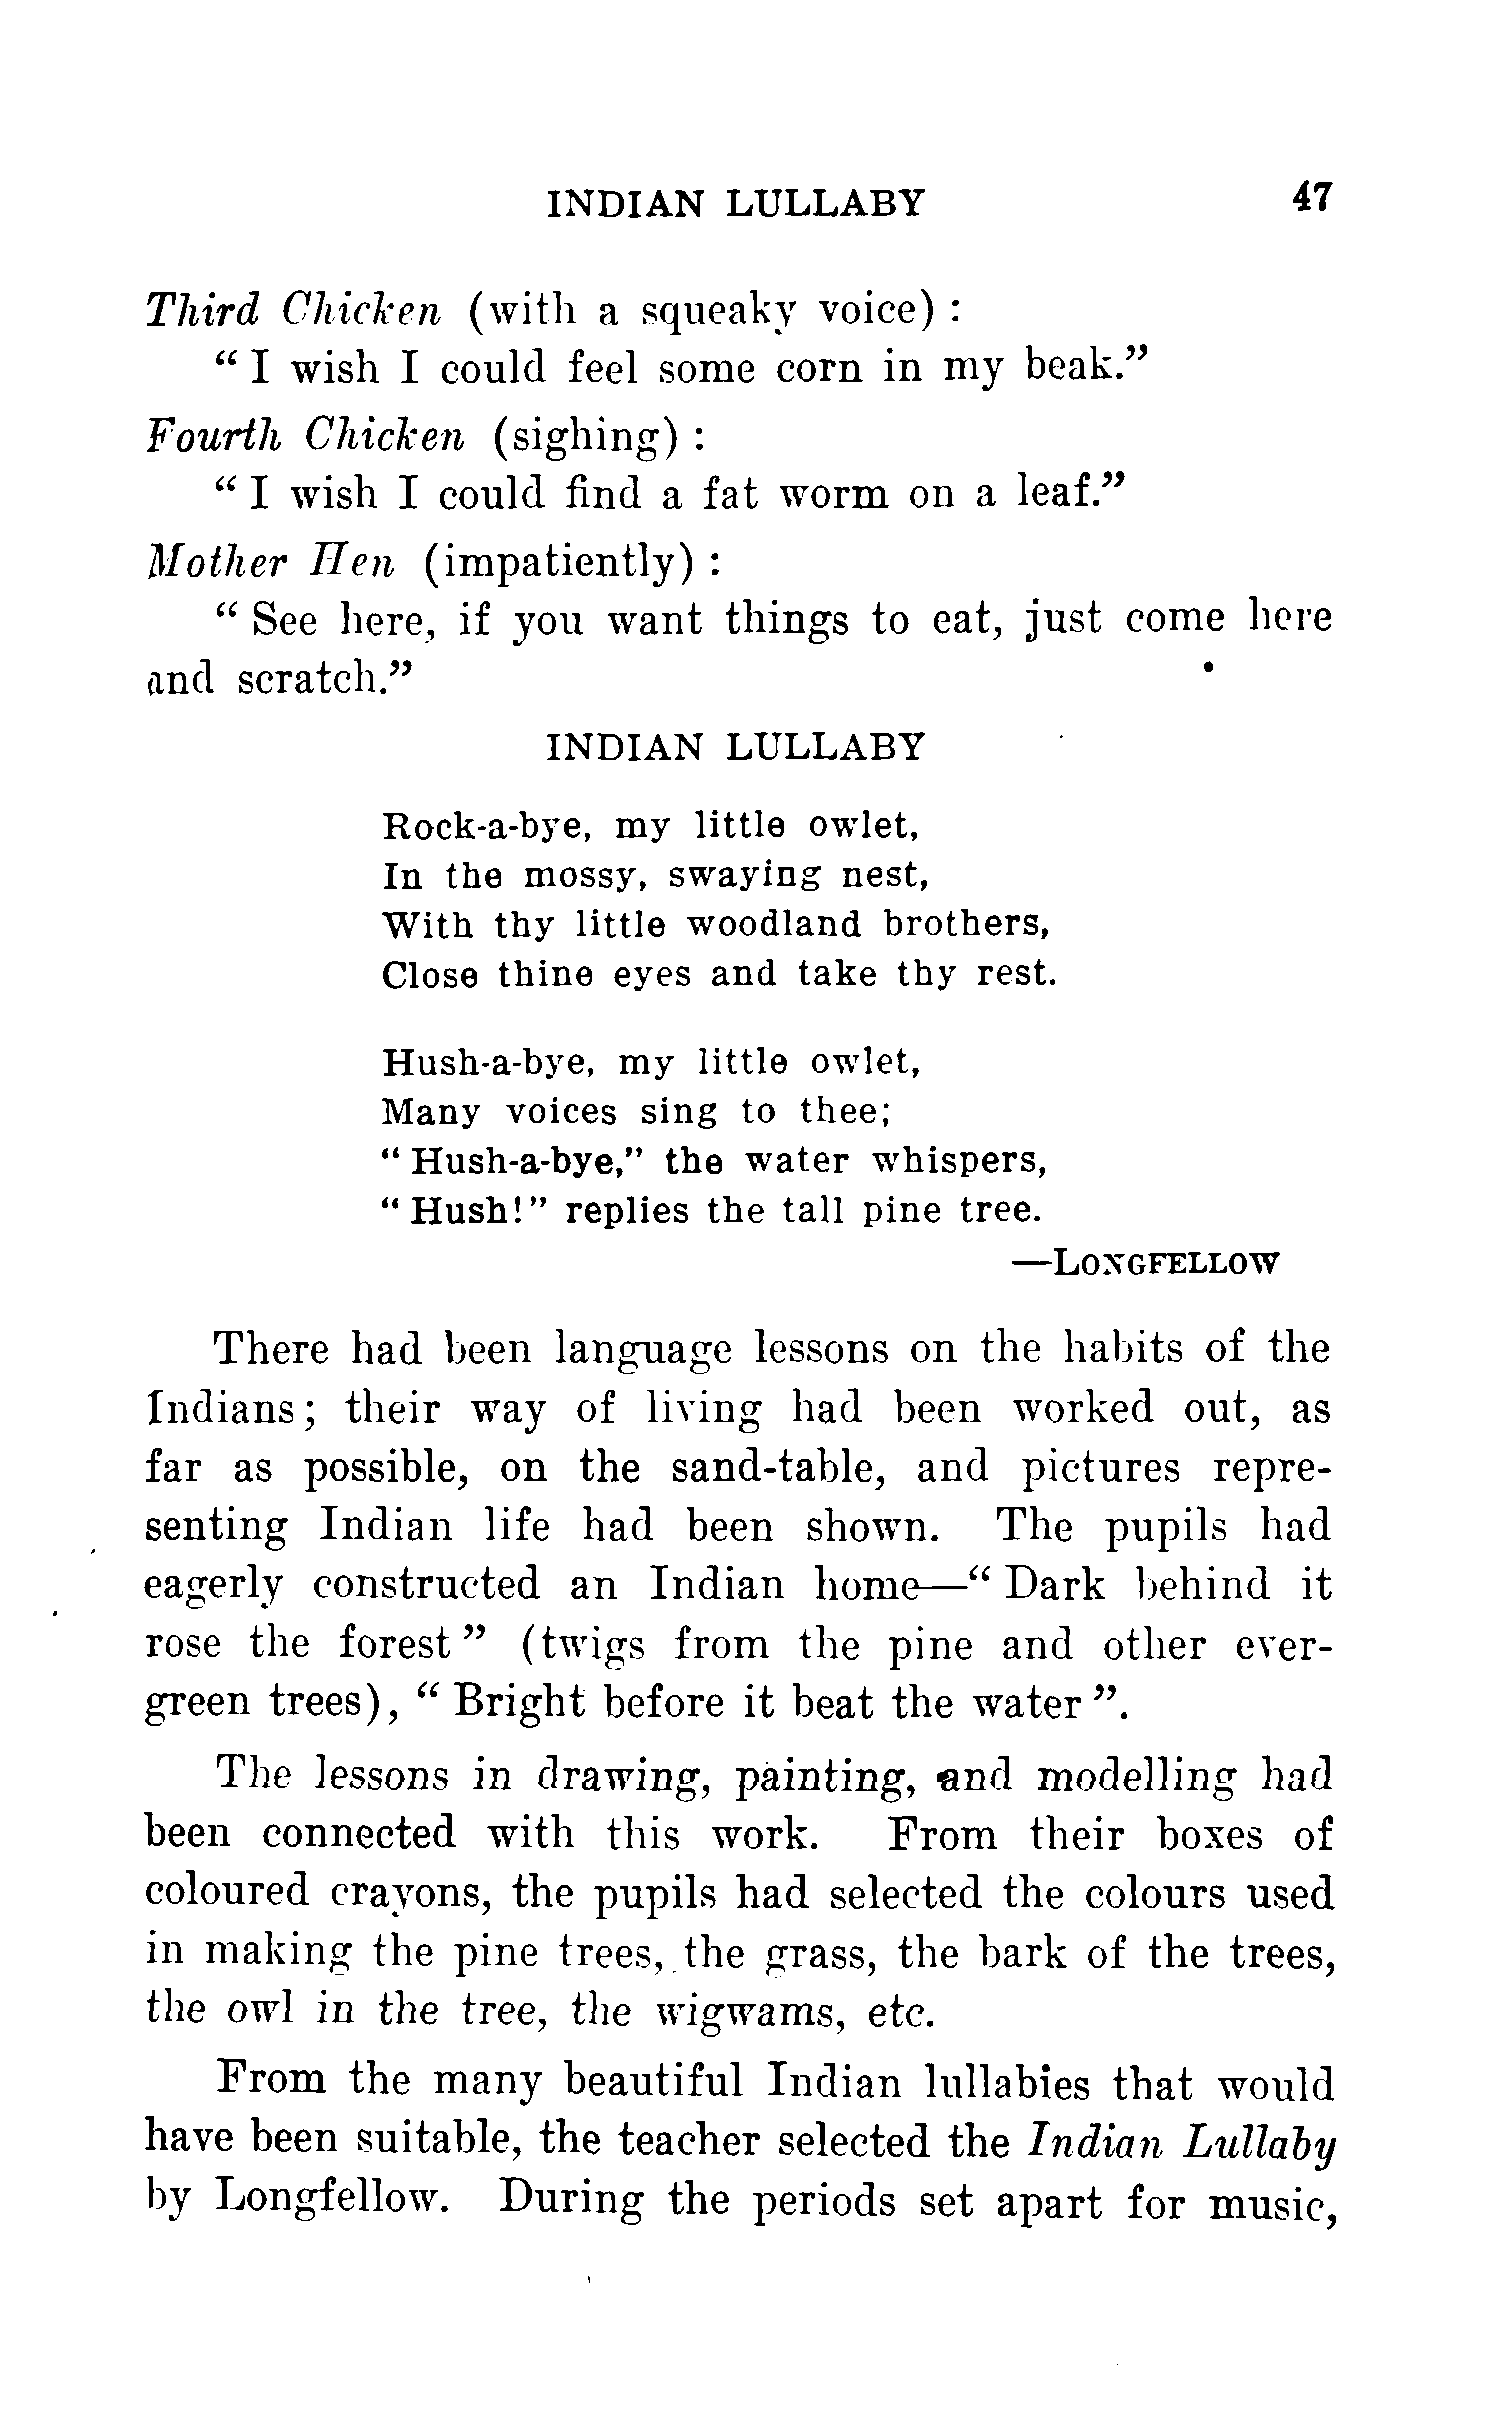 INDIAN LULLABY 47
Third Chicken (with a squeaky voice) :
“ I wish I could feel some corn in my beak.”
Fourth Chicken (sighing) :
“ I wish I could find a fat worm on a leaf.”
Mother Hen (impatiently) :
“ See here, if you want things to eat, just come here
and scratch.”
INDIAN LULLABY
Rock-a-bye, my little owlet,
In the mossy, swaying nest,
With thy little woodland brothers,
Close thine eyes and take thy rest.
Hush-a-bye, my little owlet,
Many voices sing to thee;
“ Hush-a-bye,” the water whispers,
“ Hush! ” replies the tall pine tree.
—LONGFELLOW
There had been language lessons on the habits of the
Indians; their way of living had been worked out, as
far as possible, on the sand-table, and pictures repre-
senting Indian life had been shown. The pupils had
eagerly constructed an Indian home—“ Dark behind it
rose the forest ” (twigs from the pine and other ever-
green trees), “ Bright before it beat the water ”.
The lessons in drawing, painting, and modelling had
been connected with this work. From their boxes of
coloured crayons, the pupils had selected the colours used
in making the pine trees, the grass, the bark of the trees,
the owl in the tree, the wigwams, etc.
From the many beautiful Indian lullabies that would
have been suitable, the teacher selected the Indian Lullaby
by Longfellow. During the periods set apart for music,